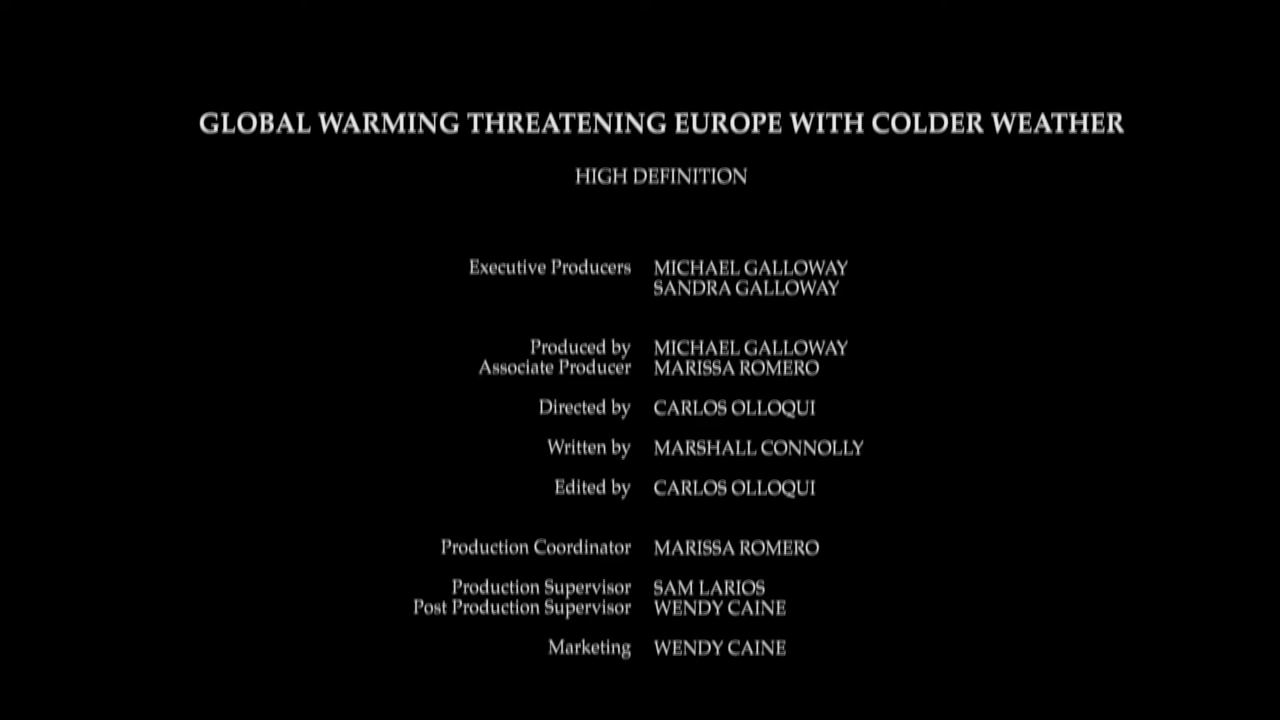 GLOBAL WARMING THREATENING EUROPE WITH COLDER WEATHER
HIGH DEFINITION
Executive Producers MICHAEL GALLOWAY
SANDRA GALLOWAY
Produced by MICHAEL GALLOWAY
Associate Producer MARISSA ROMERO
Directed by CARLOS OLLOQUI
Written by MARSHALL CONNOLLY
Edited by CARLOS OLLOQUI
Production Coordinator MARISSA ROMERO
Production Supervisor SAM LARIOS
Post Production Supervisor WENDY CAINE
Marketing WENDY CAINE